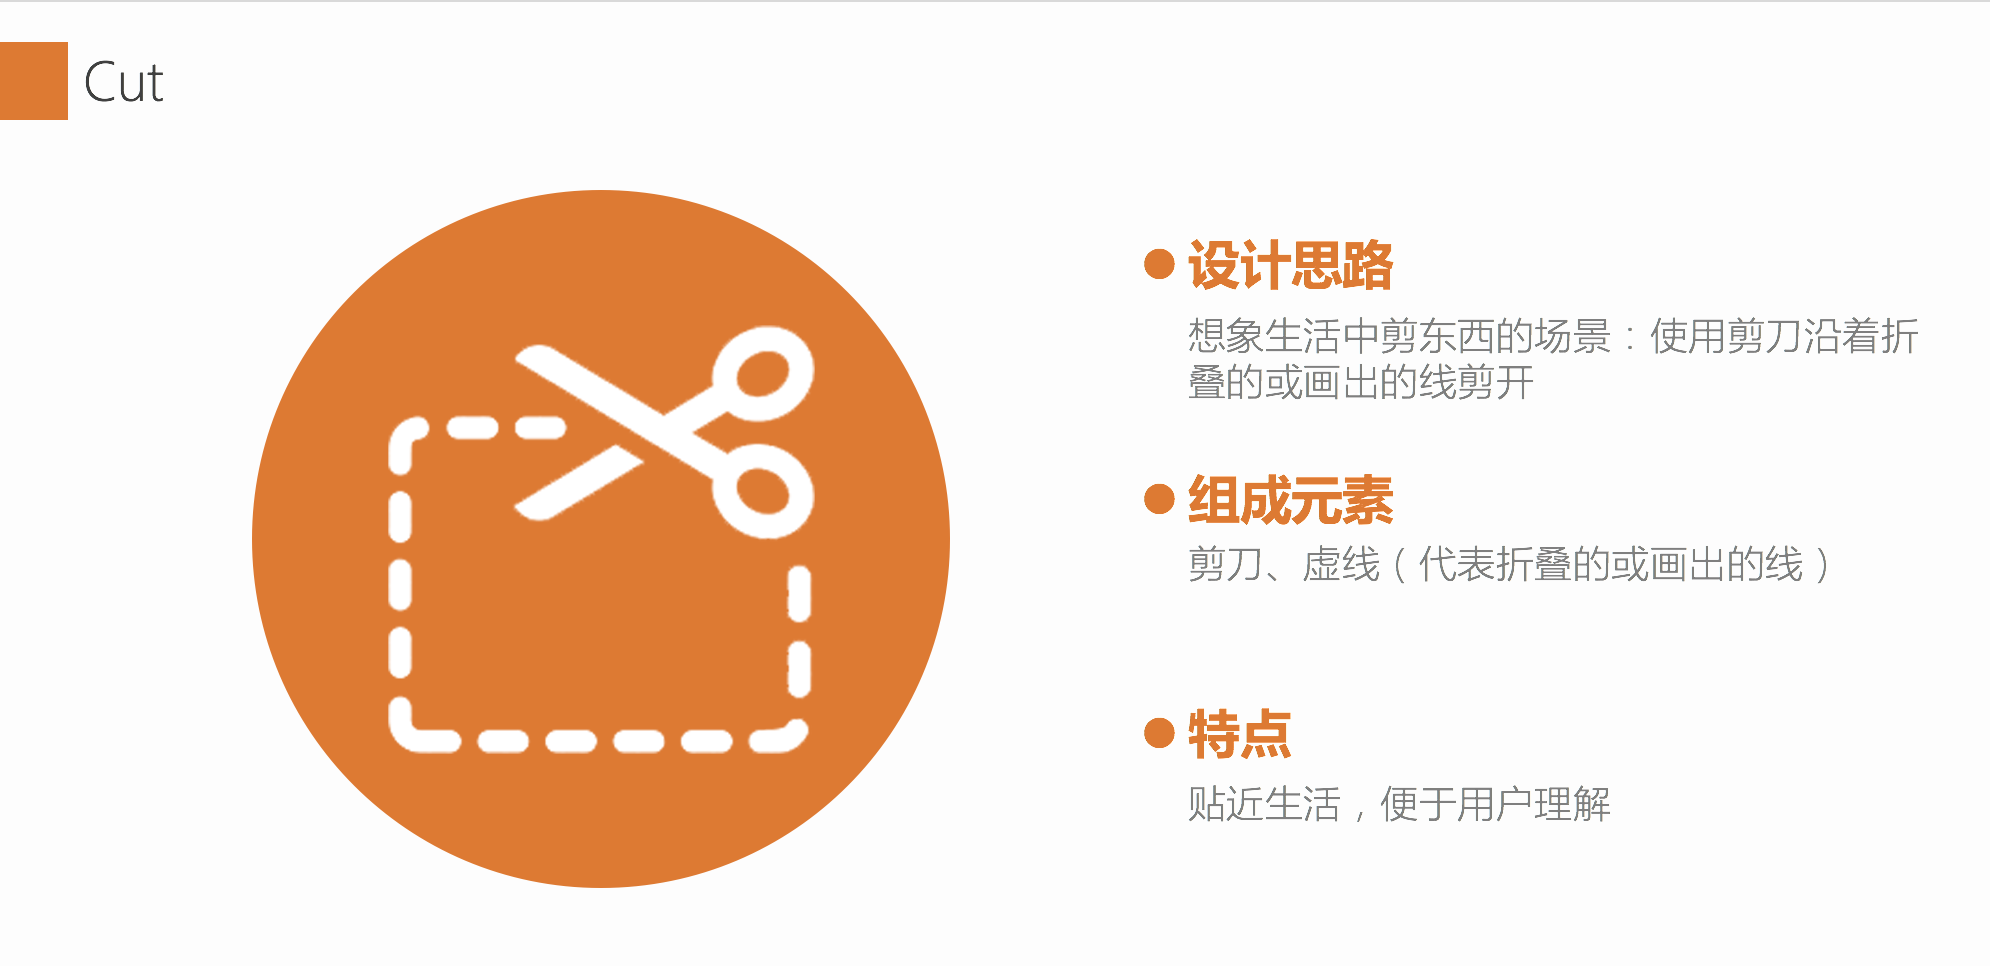 Cut
设计思路
想象生活中剪东西的场景：使用剪刀沿着折
叠的或画出的线剪开
组成元素
剪刀、虚线（代表折叠的或画出的线）
特点
贴近生活，便于用户理解